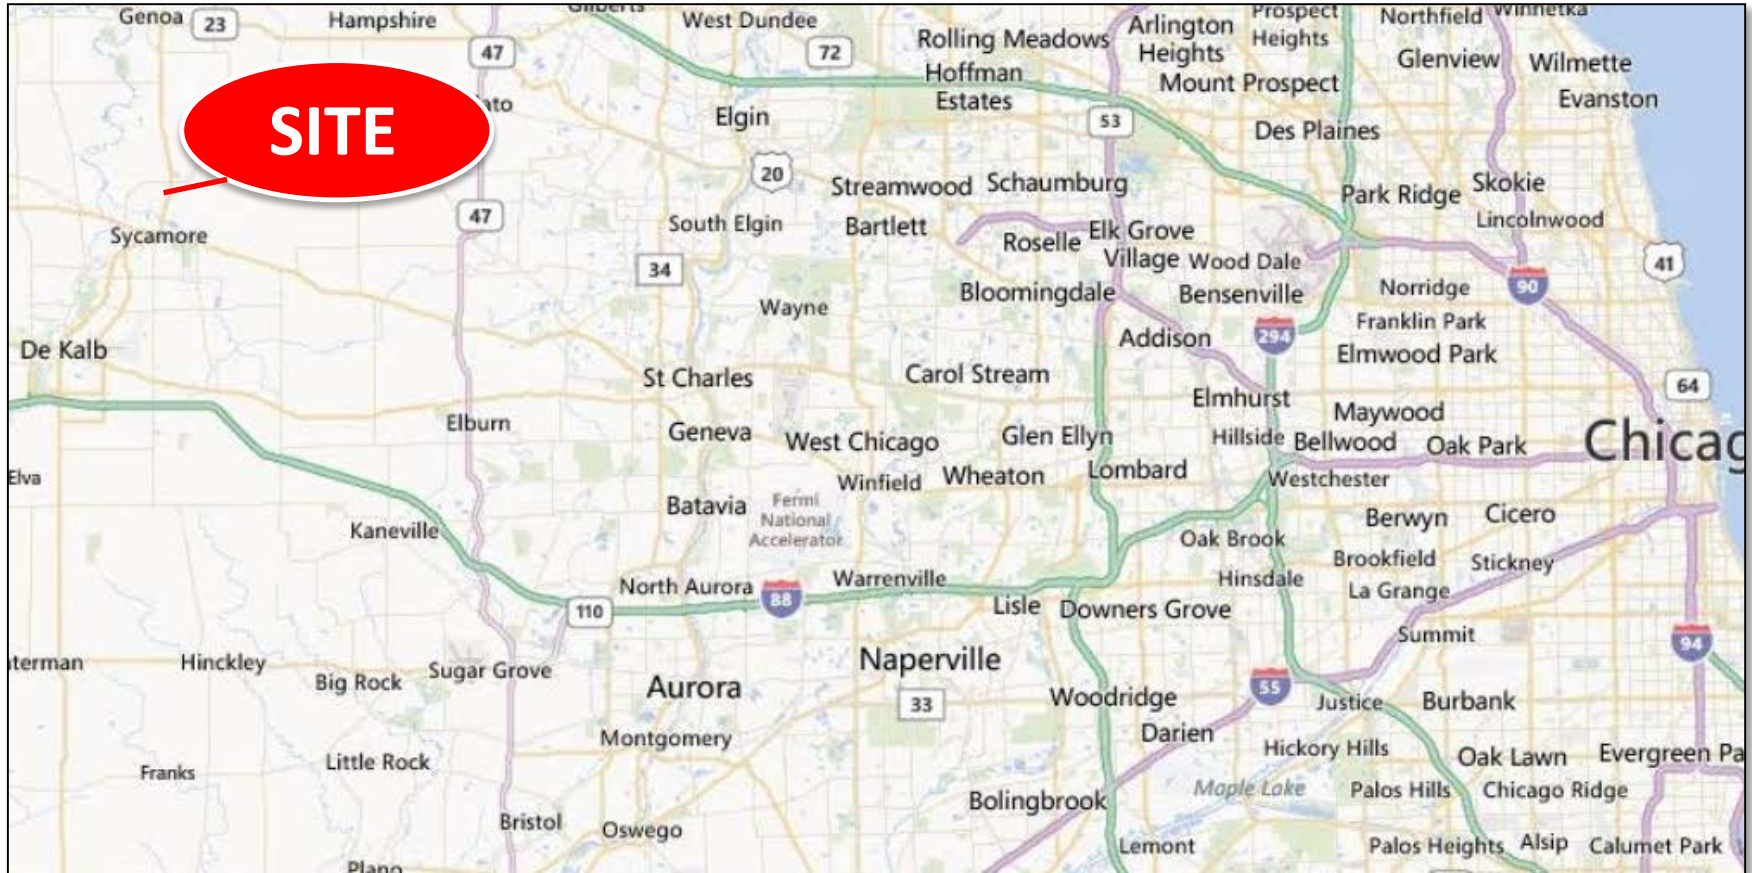 Genoa
23
Hampshire
47
Gilberts
West Dundee
72
Rolling Meadows
Arlington
Heights
Prospect
Heights
Northfield
Winnetka
Glenview
Wilmette
Hoffman
Estates
Mount Prospect
Evanston
SITE
Elgin
53
Des Plaines
20
Streamwood
Schaumburg
Park Ridge
Skokie
47
South Elgin
Bartlett
Roselle
Elk Grove
Village
Lincolnwood
Sycamore
34
Wood Dale
41
Wayne
Bloomingdale
Bensenville
Norridge
90
Addison
294
Franklin Park
De Kalb
Elmwood Park
St Charles
Carol Stream
64
Elmhurst
Maywood
Elburn
Geneva
West Chicago
Glen Ellyn
Hillside
Bellwood
Oak Park
Chicag
Elva
Winfield
Wheaton
Lombard
Westchester
Batavia
Fermi
National
Accelerator
Kaneville
Berwyn
Cicero
Oak Brook
Brookfield
Stickney
North Aurora
88
Warrenville
Hinsdale
La Grange
110
Lisle
Downers Grove
Summit
94
terman
Hinckley
Big Rock
Sugar Grove
Naperville
Aurora
33
Woodridge
55
Justice
Burbank
Darien
Montgomery
Hickory Hills
Oak Lawn
Evergreen Pa
Franks
Little Rock
Maple Lake
Palos Hills
Chicago Ridge
Bolingbrook
Bristol
Oswego
Lemont
Palos Heights
Alsip
Calumet Park
Plano